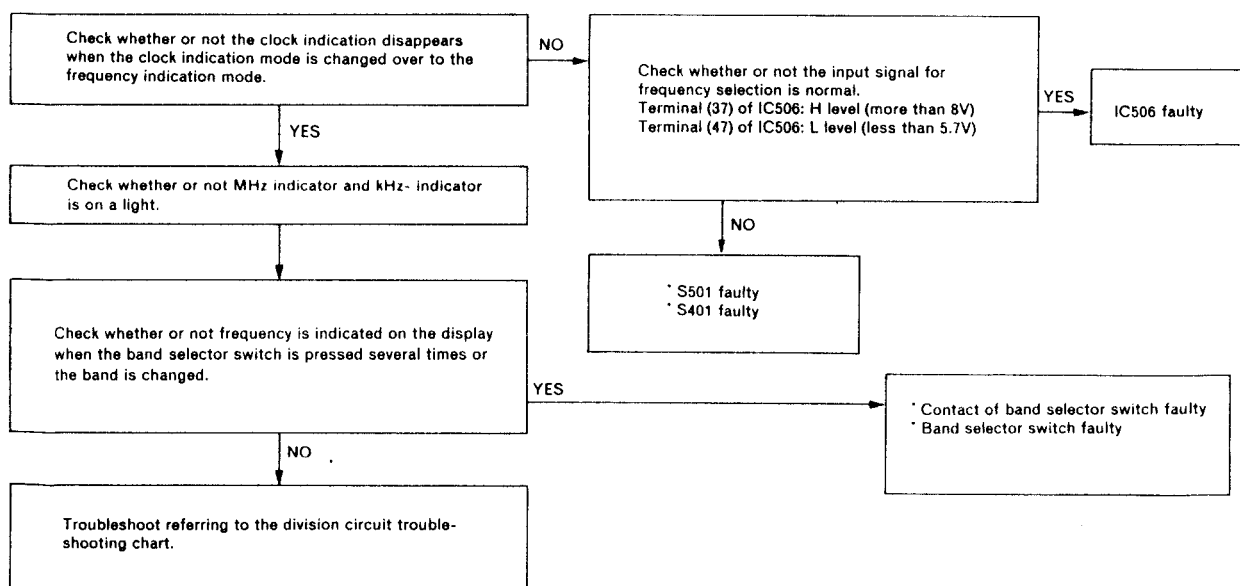 Check whether or not the clock indication disappears
when the clock indication mode is changed over to the
frequency indication mode.
NO
Check whether or not the input signal for
frequency selection is normal.
Terminal (37) of IC506: H level (more than 8V)
Terminal (47) of IC506: L level (less than 5.7V)
YES
IC506 faulty
YES
Check whether or not MHz indicator and kHz- indicator
is on a light.
NO
* S501 faulty
* S401 faulty
Check whether or not frequency is indicated on the display
when the band selector switch is pressed several times or
the band is changed.
YES
* Contact of band selector switch faulty
* Band selector switch faulty
NO
Troubleshoot referring to the division circuit trouble-
shooting chart.